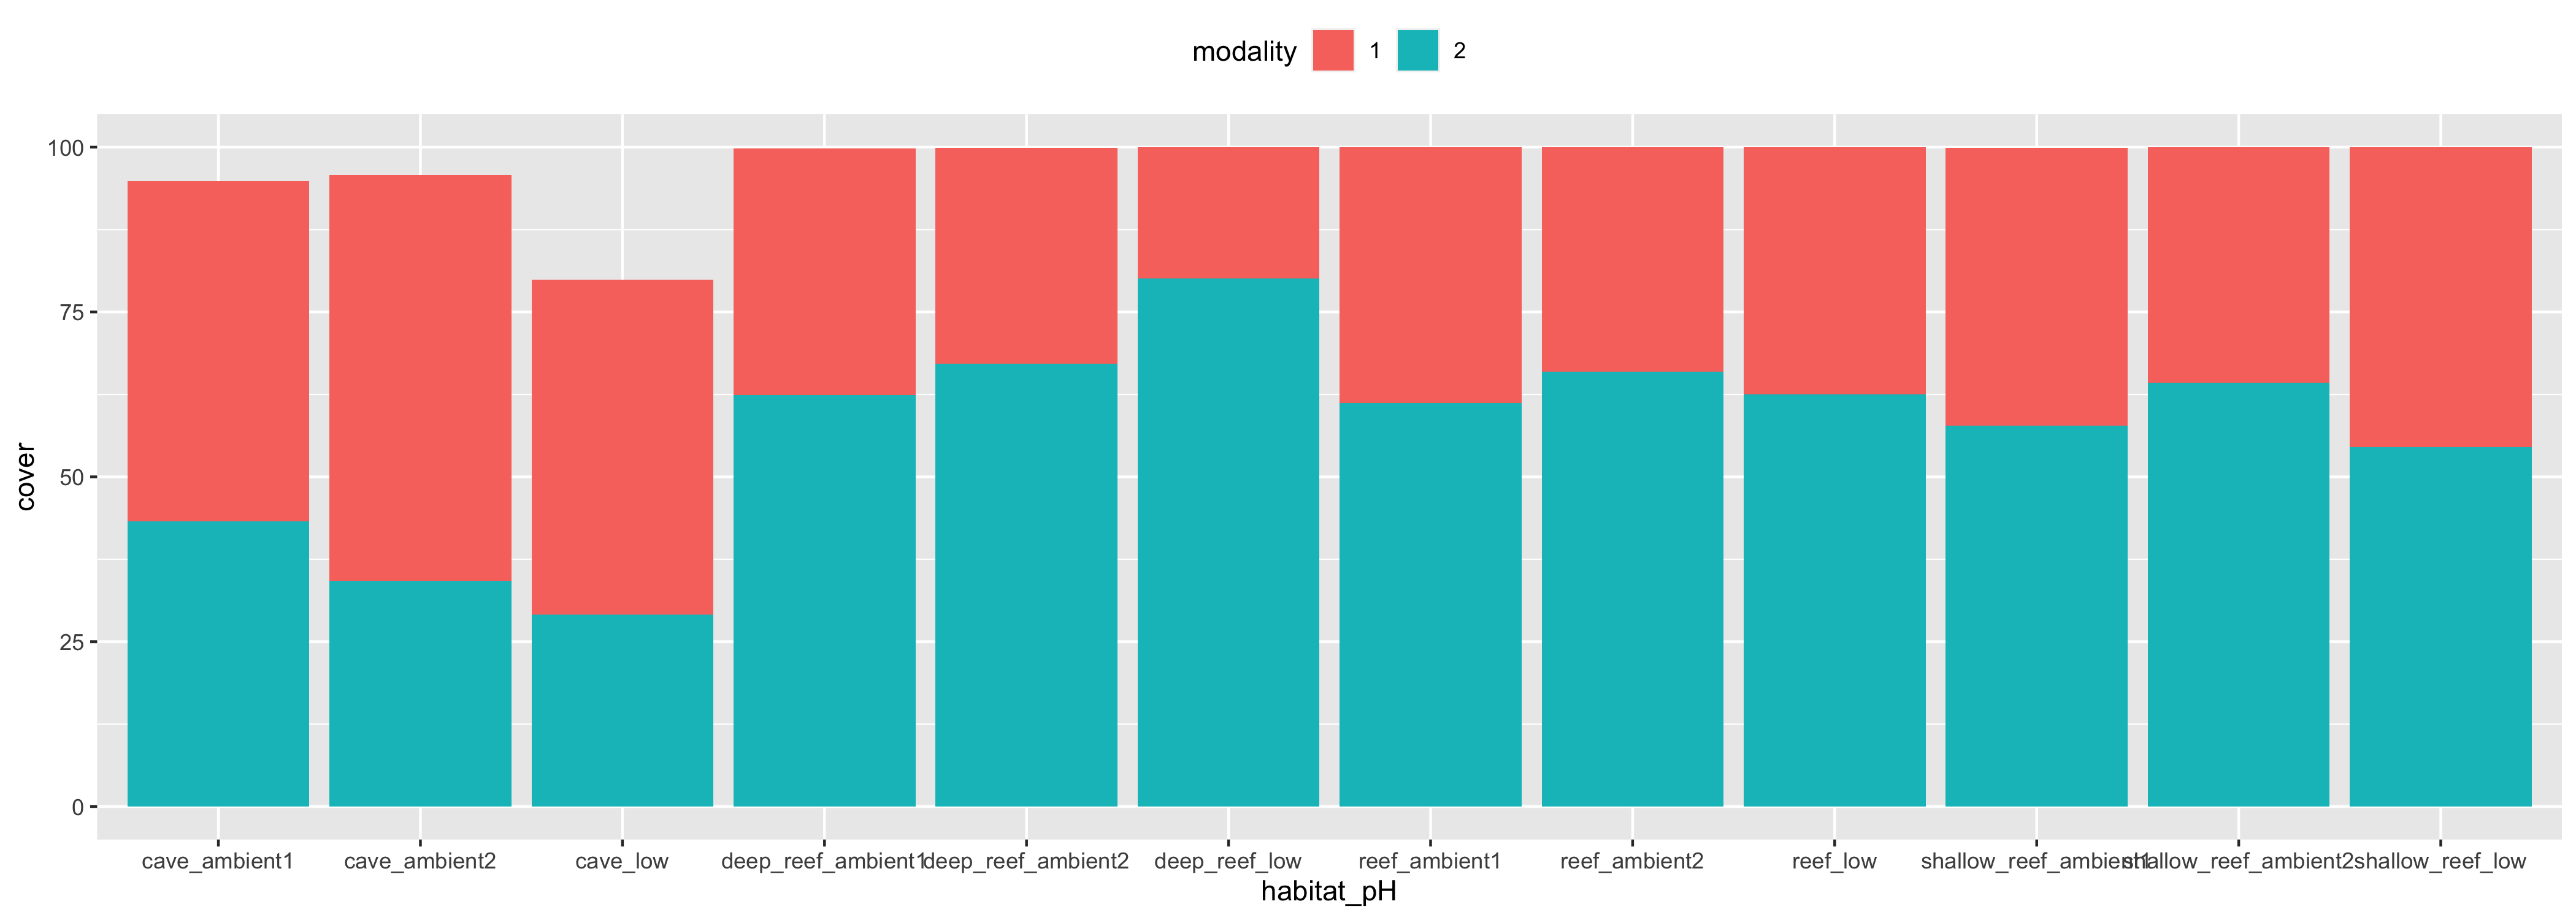 modality 1 2
100
75
50
25
0
cover
cave_ambient1 cave_ambient2 cave_low deep_reef_ambient1 deep_reef_ambient2 deep_reef_low reef_ambient1 reef_ambient2 reef_low shallow_reef_ambient1 shallow_reef_ambient2 shallow_reef_low
habitat_pH